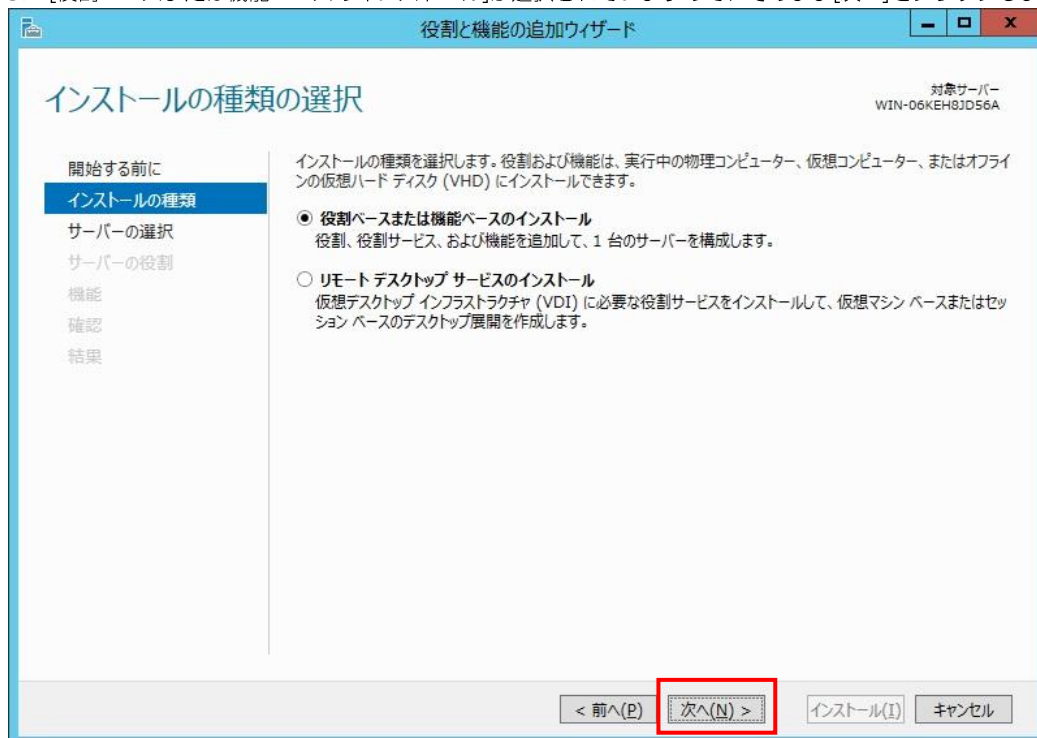 役割と機能の追加ウィザード
インストールの種類の選択
対象サーバー
WIN-06KEH8JD56A
開始する前に
インストールの種類
サーバーの選択
サーバーの役割
機能
確認
結果
インストールの種類を選択します。役割および機能は、実行中の物理コンピューター、仮想コンピューター、またはオフライ
ンの仮想ハード ディスク (VHD) にインストールできます。
役割ベースまたは機能ベースのインストール
役割、役割サービス、および機能を追加して、1 台のサーバーを構成します。
リモート デスクトップ サービスのインストール
仮想デスクトップ インフラストラクチャ (VDI) に必要な役割サービスをインストールして、仮想マシン ベースまたはセッ
ション ベースのデスクトップ展開を作成します。
< 前へ(P)
次へ(N) >
インストール(I)
キャンセル